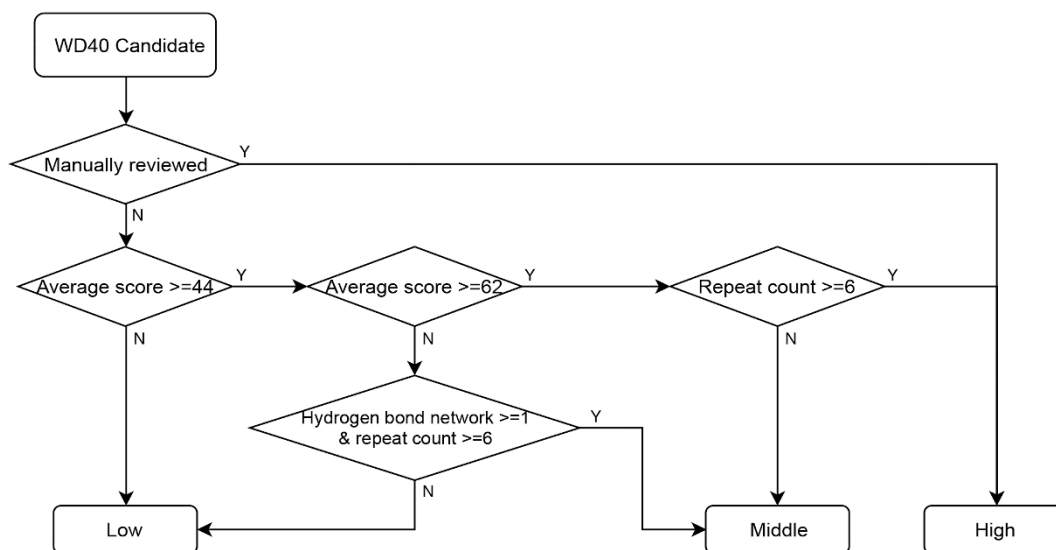 WD40 Candidate
Manually reviewed
Y
N
Average score >=44
Y
Average score >=62
Y
Repeat count >=6
Y
N
N
N
Hydrogen bond network >=1
& repeat count >=6
Y
N
Low
Middle
High